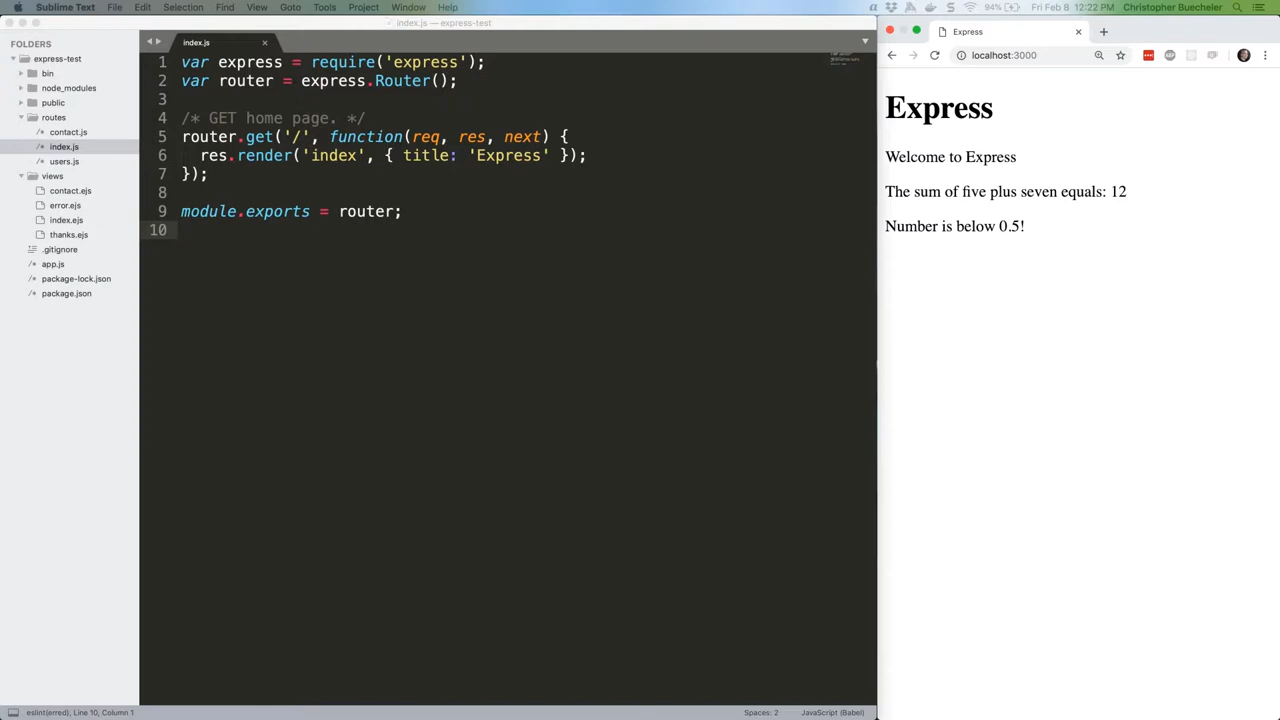 Sublime Text File Edit Selection Find View Goto Tools Project Window Help 94% Fri Feb 8 12:22 PM Christopher Buecheler
index.js — express-test
FOLDERS
express-test
bin
node_modules
public
routes
contact.js
index.js
users.js
views
contact.ejs
error.ejs
index.ejs
thanks.ejs
.gitignore
app.js
package-lock.json
package.json
index.js
1 var express = require('express');
2 var router = express.Router();
3
4 /* GET home page. */
5 router.get('/', function(req, res, next) {
6 res.render('index', { title: 'Express' });
7 });
8
9 module.exports = router;
10
eslint(erred), Line 10, Column 1 Spaces: 2 JavaScript (Babel)
Express
localhost:3000
Express
Welcome to Express
The sum of five plus seven equals: 12
Number is below 0.5!